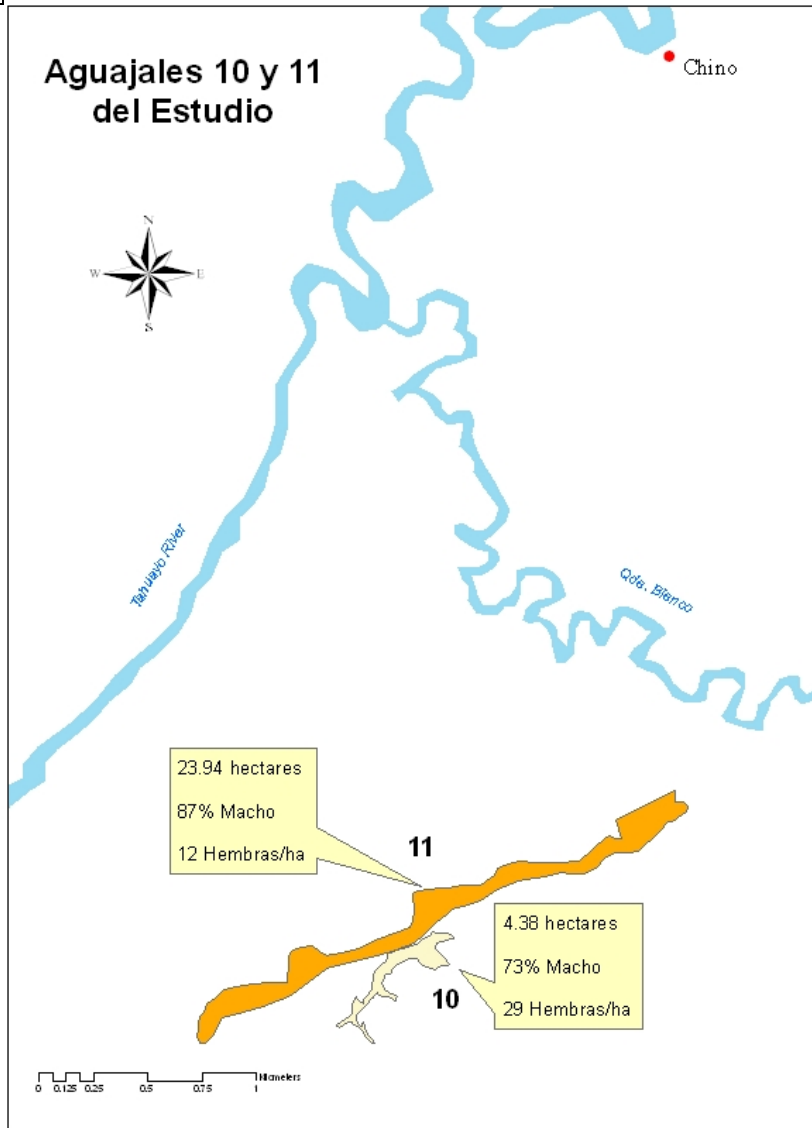 Aguajales 10 y 11
del Estudio
Chino
N
W E
S
Tahuayo River
Qda. Blanco
23.94 hectares
87% Macho
12 Hembras/ha
11
4.38 hectares
73% Macho
29 Hembras/ha
10
Kilometers
0 0.125 0.25 0.5 0.75 1